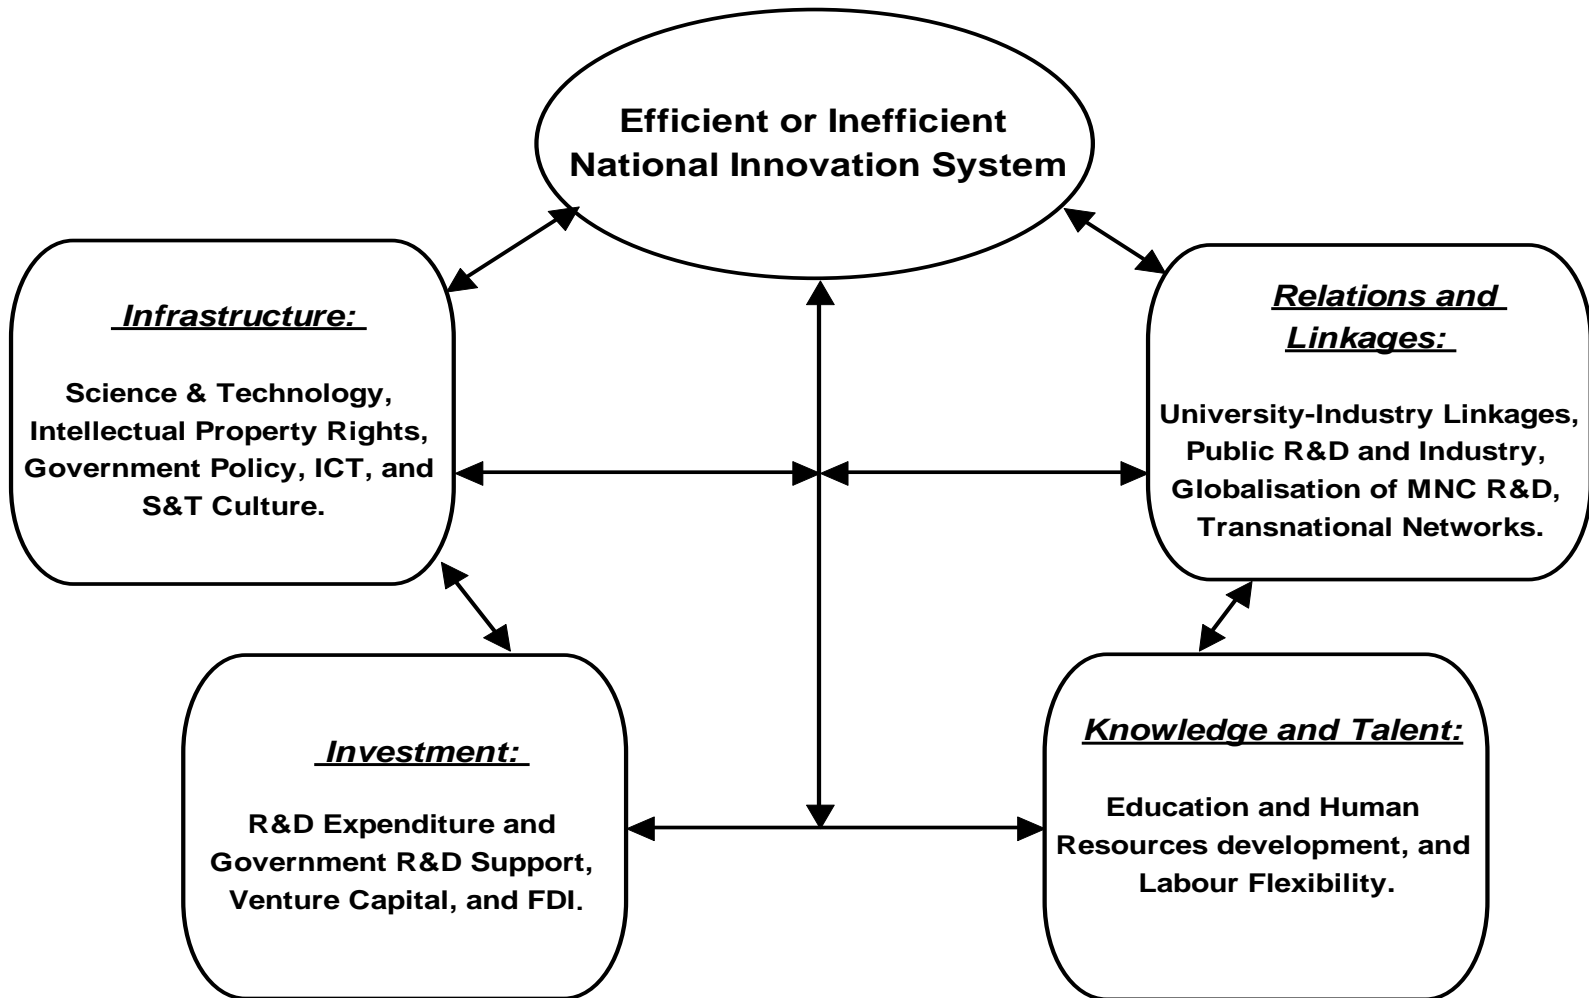 Efficient or Inefficient
National Innovation System
Infrastructure:
Science & Technology,
Intellectual Property Rights,
Government Policy, ICT, and
S&T Culture.
Relations and
Linkages:
University-Industry Linkages,
Public R&D and Industry,
Globalisation of MNC R&D,
Transnational Networks.
Investment:
R&D Expenditure and
Government R&D Support,
Venture Capital, and FDI.
Knowledge and Talent:
Education and Human
Resources development, and
Labour Flexibility.